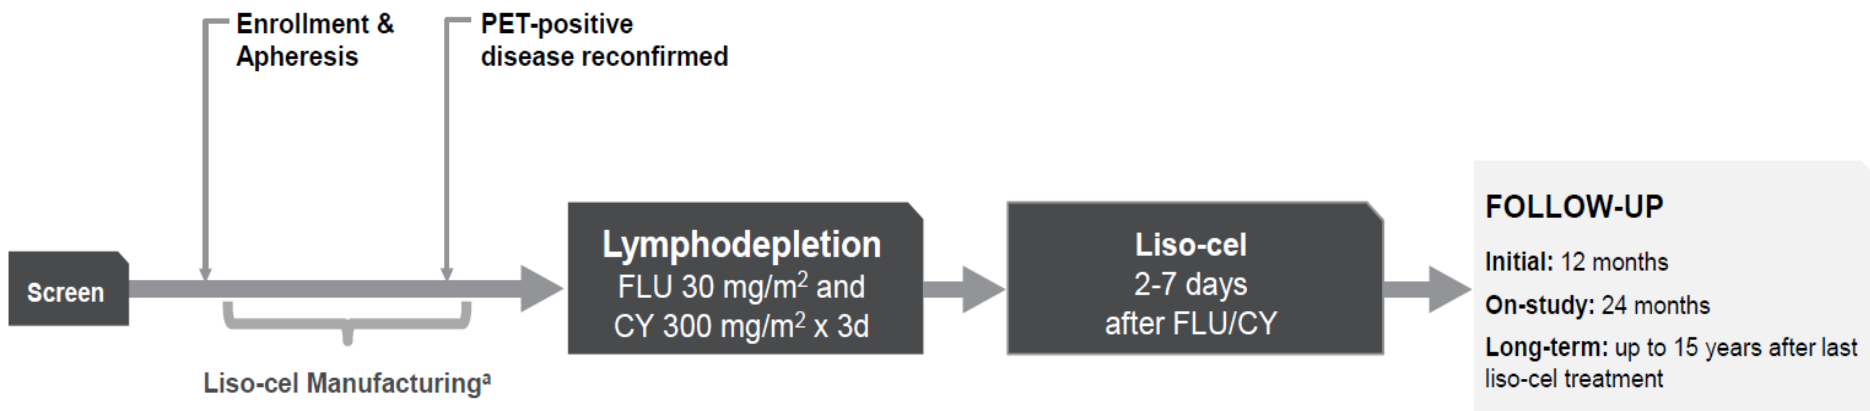 Enrollment &
Apheresis
PET-positive
disease reconfirmed
Screen
Liso-cel Manufacturingᵃ
Lymphodepletion
FLU 30 mg/m² and
CY 300 mg/m² x 3d
Liso-cel
2-7 days
after FLU/CY
FOLLOW-UP
Initial: 12 months
On-study: 24 months
Long-term: up to 15 years after last
liso-cel treatment